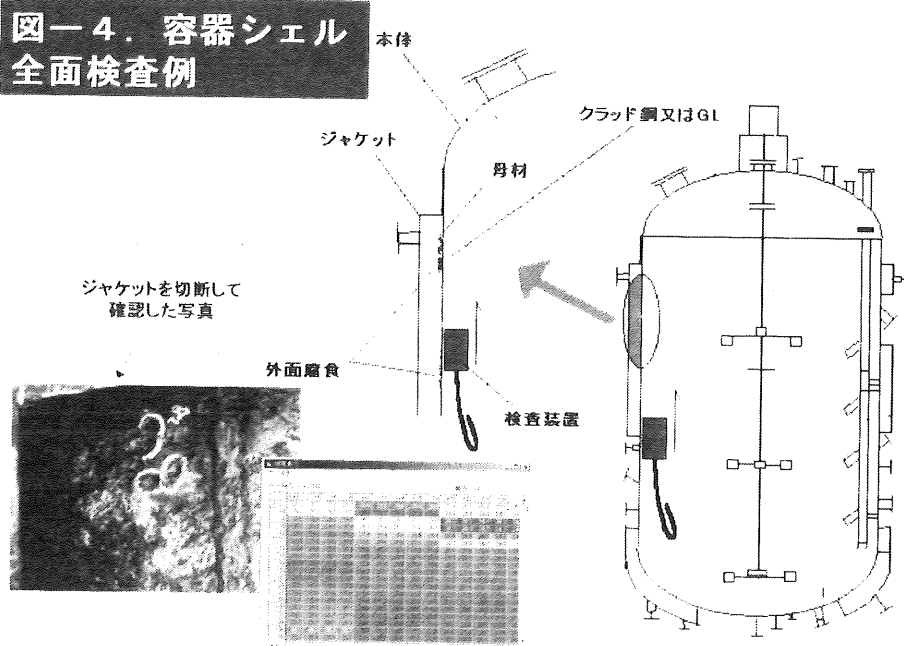 図－４．容器シェル
全面検査例
本体
クラッド鋼又はGL
ジャケット
母材
ジャケットを切断して
確認した写真
外面腐食
検査装置